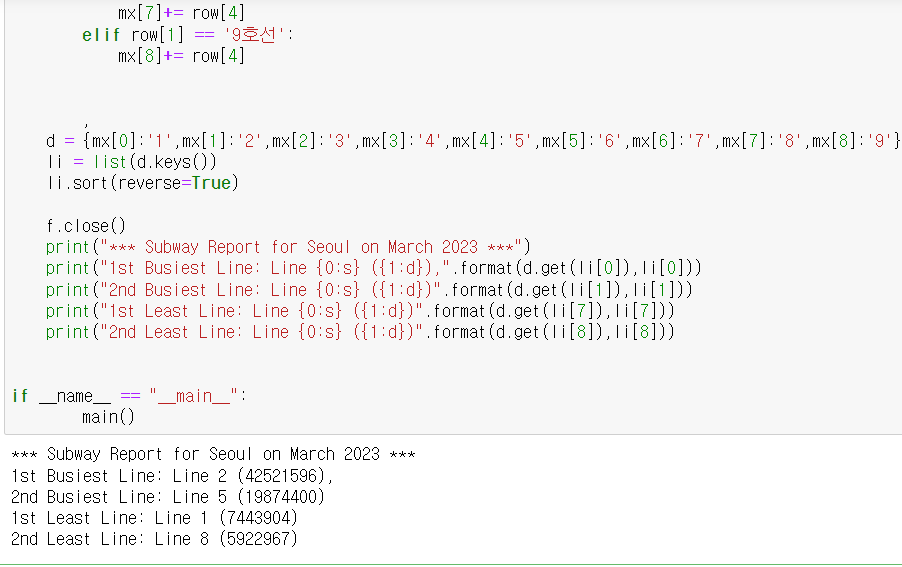 mx[7]+= row[4]
elif row[1] == '9호선':
mx[8]+= row[4]
,
d = {mx[0]:'1',mx[1]:'2',mx[2]:'3',mx[3]:'4',mx[4]:'5',mx[5]:'6',mx[6]:'7',mx[7]:'8',mx[8]:'9'}
li = list(d.keys())
li.sort(reverse=True)
f.close()
print("*** Subway Report for Seoul on March 2023 ***")
print("1st Busiest Line: Line {0:s} ({1:d}),".format(d.get(li[0]),li[0]))
print("2nd Busiest Line: Line {0:s} ({1:d})".format(d.get(li[1]),li[1]))
print("1st Least Line: Line {0:s} ({1:d})".format(d.get(li[7]),li[7]))
print("2nd Least Line: Line {0:s} ({1:d})".format(d.get(li[8]),li[8]))
if __name__ == "__main__":
main()
*** Subway Report for Seoul on March 2023 ***
1st Busiest Line: Line 2 (42521596),
2nd Busiest Line: Line 5 (19874400)
1st Least Line: Line 1 (7443904)
2nd Least Line: Line 8 (5922967)